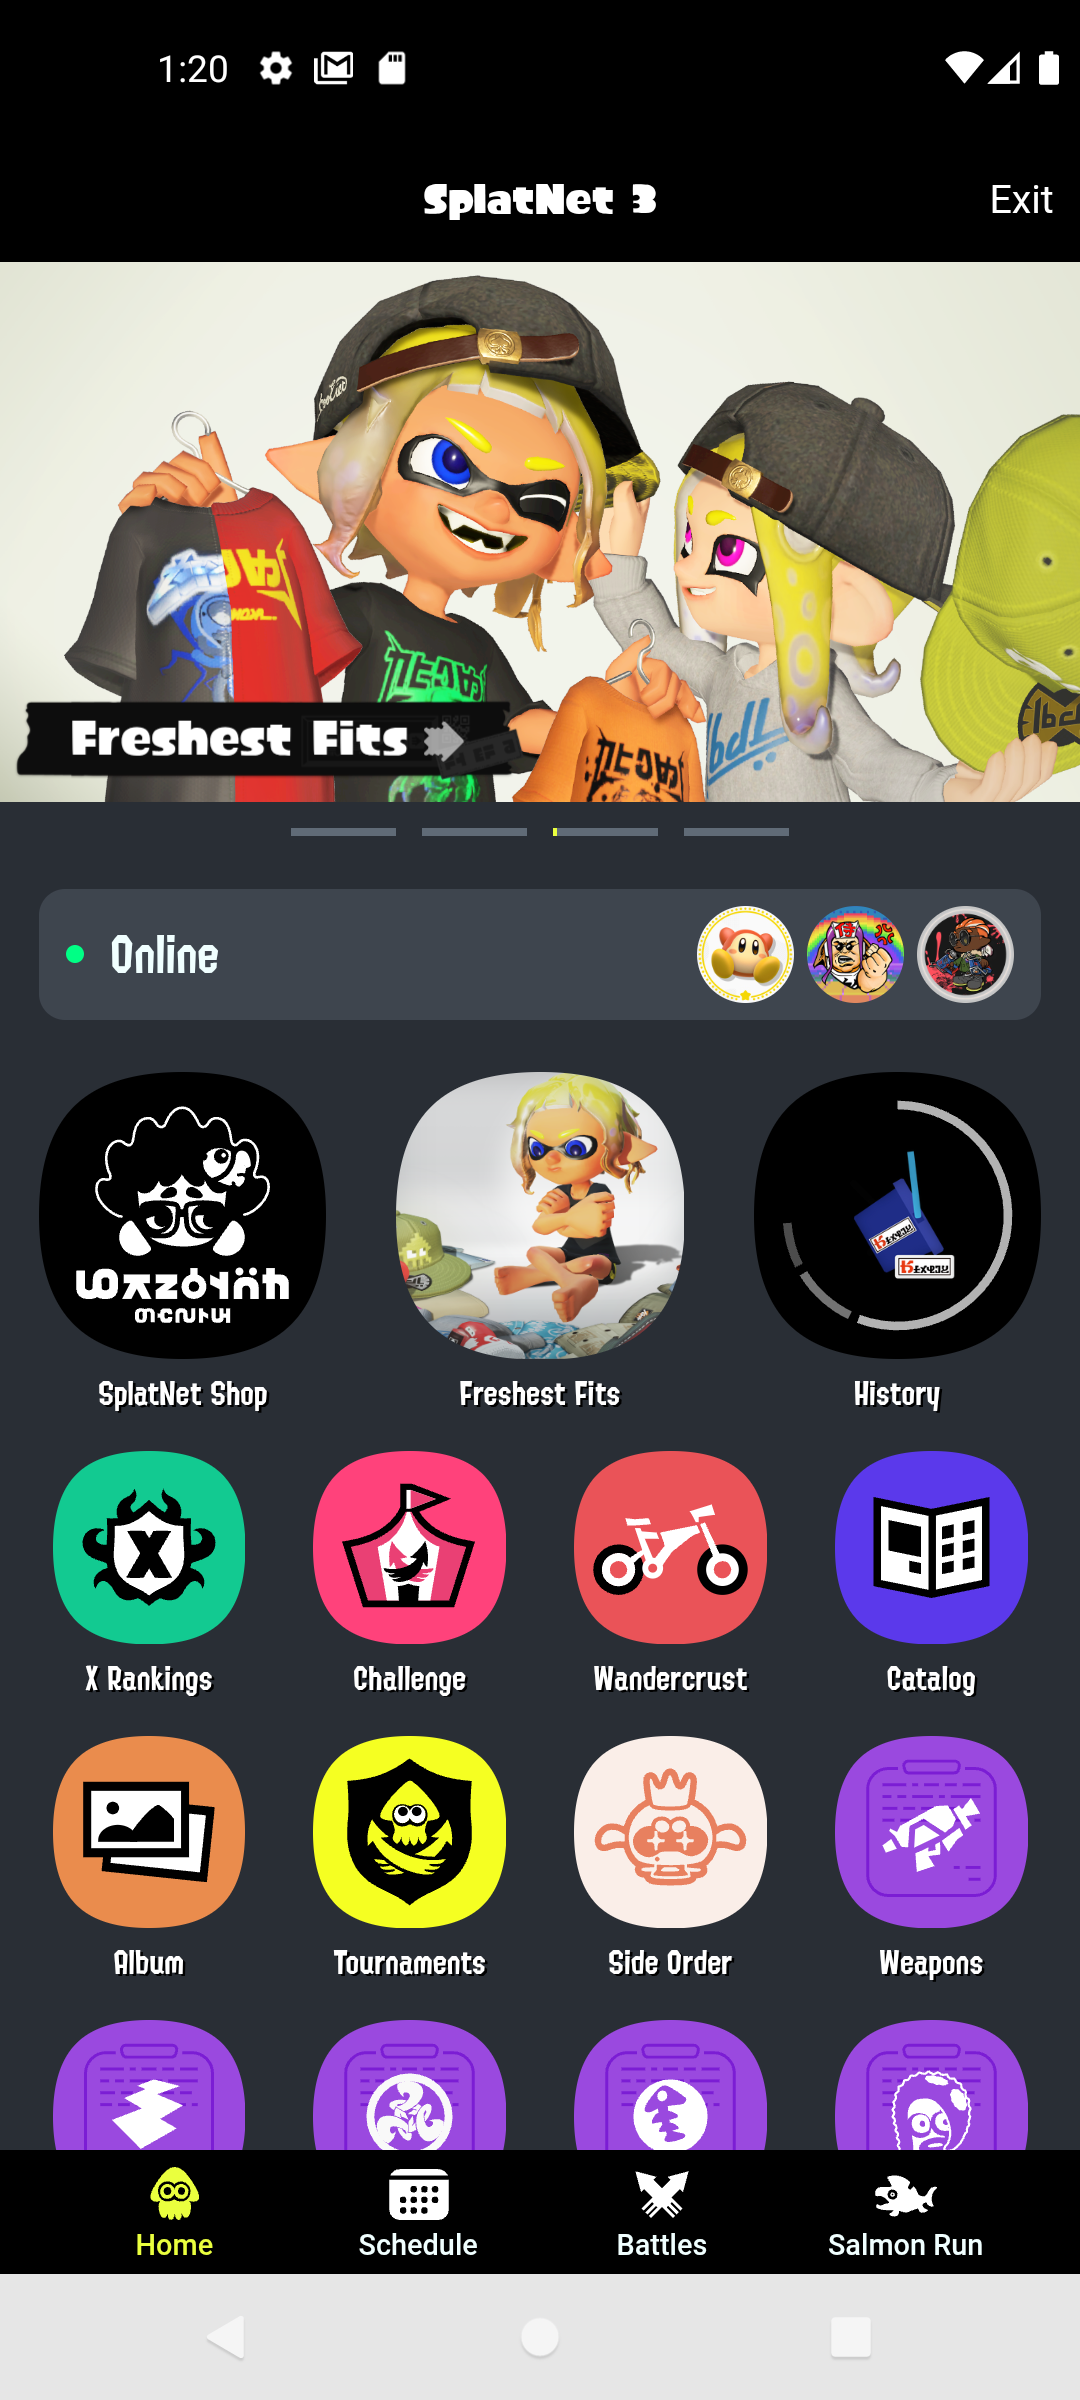 1:20
SplatNet 3
Exit
Freshest Fits
Online
SplatNet Shop
Freshest Fits
History
X
X Rankings
Challenge
Wandercrust
Catalog
Album
Tournaments
Side Order
Weapons
Home
Schedule
Battles
Salmon Run